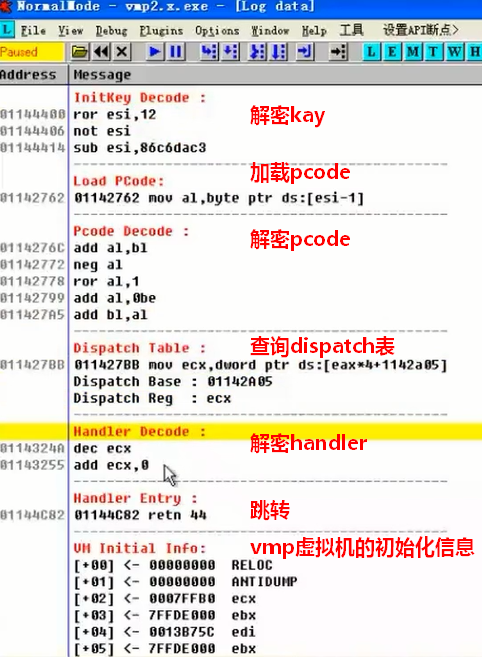 NormalMode - vmp2.x.exe - [Log data]
L File View Debug Plugins Options Window Help 工具 设置API断点>
Paused L E M T W H
Address Message
InitKey Decode :
01144400 ror esi,12 解密kay
01144406 not esi
01144414 sub esi,86c6dac3
Load PCode: 加载pcode
01142762 01142762 mov al,byte ptr ds:[esi-1]
Pcode Decode : 解密pcode
0114276C add al,bl
01142772 neg al
01142778 ror al,1
01142799 add al,0be
011427A5 add bl,al
Dispatch Table : 查询dispatch表
011427BB 011427BB mov ecx,dword ptr ds:[eax*4+1142a05]
Dispatch Base : 01142A05
Dispatch Reg : ecx
Handler Decode : 解密handler
0114324A dec ecx
01143255 add ecx,0
Handler Entry : 跳转
01144C82 01144C82 retn 44
VM Initial Info: vmp虚拟机的初始化信息
[+00] <- 00000000 RELOC
[+01] <- 00000000 ANTIDUMP
[+02] <- 0007FFB0 ecx
[+03] <- 7FFDE000 ebx
[+04] <- 0013B75C edi
[+05] <- 7FFDE000 ebx